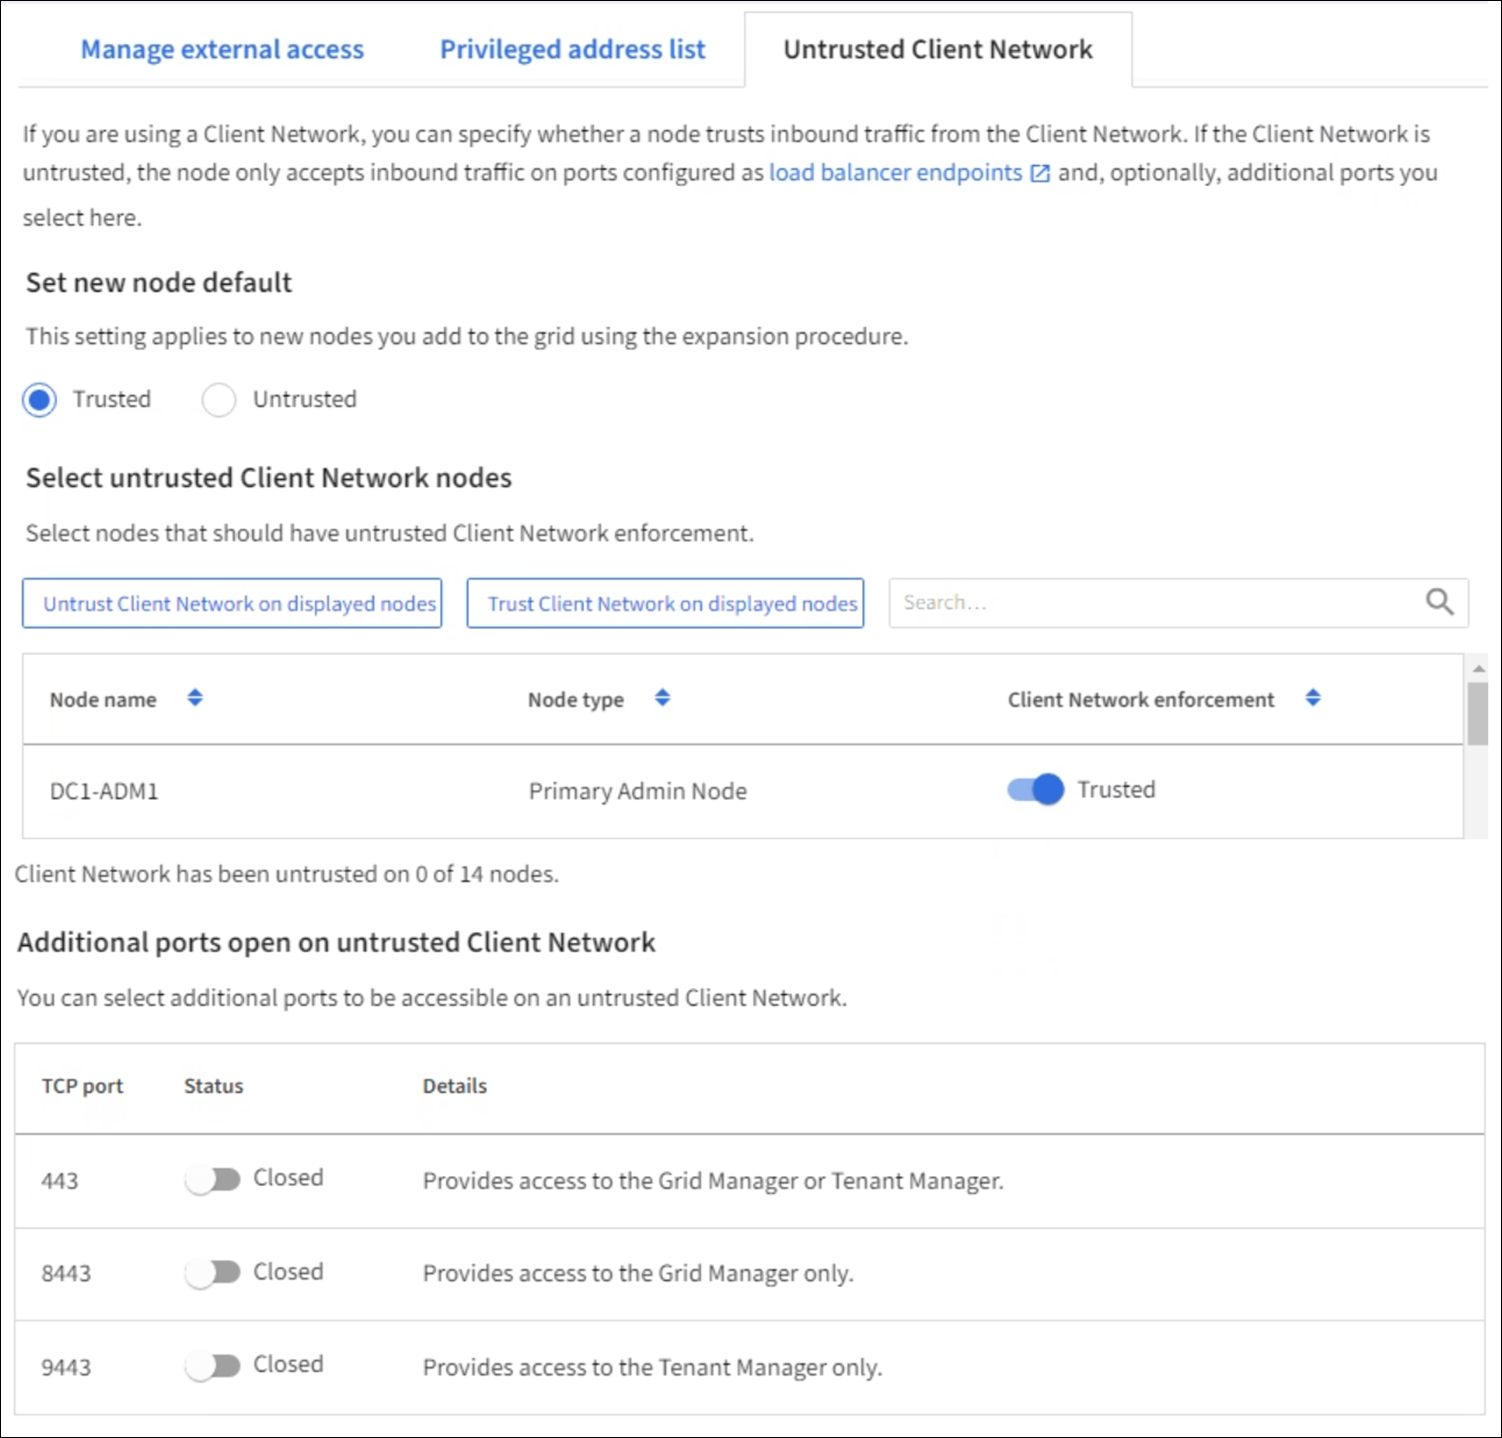 Manage external access
Privileged address list
Untrusted Client Network
If you are using a Client Network, you can specify whether a node trusts inbound traffic from the Client Network. If the Client Network is
untrusted, the node only accepts inbound traffic on ports configured as load balancer endpoints and, optionally, additional ports you
select here.
Set new node default
This setting applies to new nodes you add to the grid using the expansion procedure.
Trusted
Untrusted
Select untrusted Client Network nodes
Select nodes that should have untrusted Client Network enforcement.
Untrust Client Network on displayed nodes
Trust Client Network on displayed nodes
Search...
Node name
Node type
Client Network enforcement
DC1-ADM1
Primary Admin Node
Trusted
Client Network has been untrusted on 0 of 14 nodes.
Additional ports open on untrusted Client Network
You can select additional ports to be accessible on an untrusted Client Network.
TCP port
Status
Details
443
Closed
Provides access to the Grid Manager or Tenant Manager.
8443
Closed
Provides access to the Grid Manager only.
9443
Closed
Provides access to the Tenant Manager only.